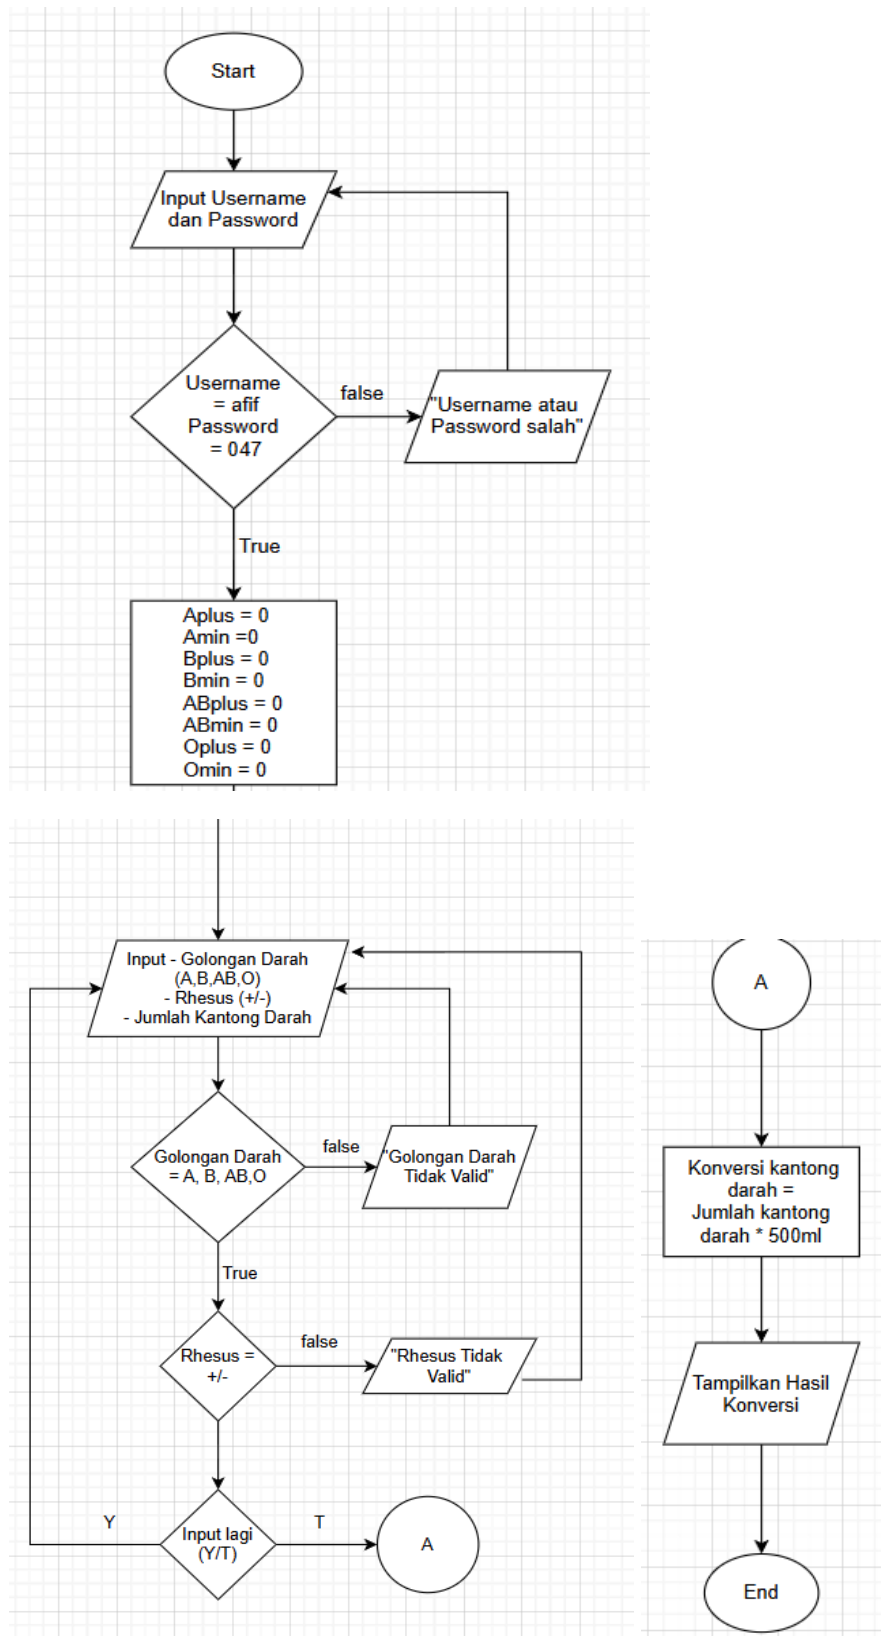 Start
Input Username
dan Password
Username
= afif
Password
= 047
false
"Username atau
Password salah"
True
Aplus = 0
Amin =0
Bplus = 0
Bmin = 0
ABplus = 0
ABmin = 0
Oplus = 0
Omin = 0
Input - Golongan Darah
(A,B,AB,O)
- Rhesus (+/-)
- Jumlah Kantong Darah
Golongan Darah
= A, B, AB,O
false
"Golongan Darah
Tidak Valid"
True
Rhesus =
+/-
false
"Rhesus Tidak
Valid"
Input lagi
(Y/T)
Y
T
A
A
Konversi kantong
darah =
Jumlah kantong
darah * 500ml
Tampilkan Hasil
Konversi
End